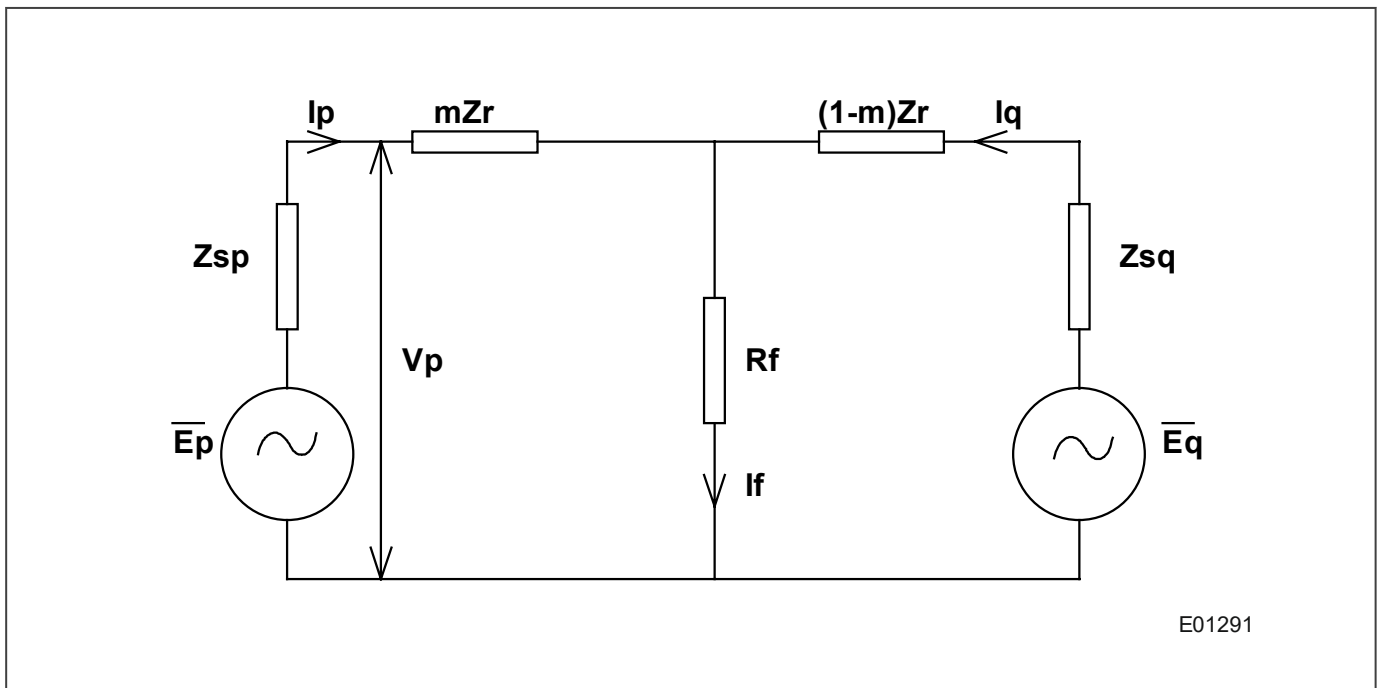 Ip
mZr
(1-m)Zr
Iq
Zsp
Zsq
Vp
Rf
Ep
Eq
If
E01291